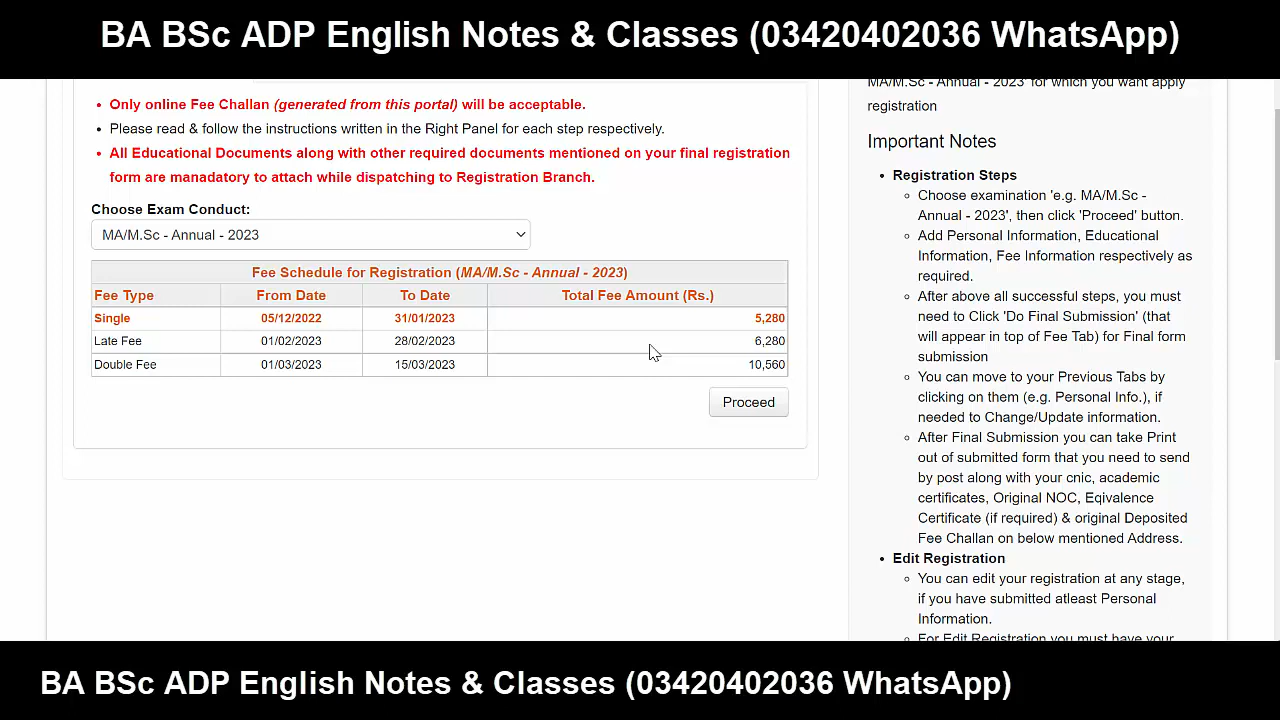 BA BSc ADP English Notes & Classes (03420402036 WhatsApp)
Only online Fee Challan (generated from this portal) will be acceptable.
Please read & follow the instructions written in the Right Panel for each step respectively.
All Educational Documents along with other required documents mentioned on your final registration
form are manadatory to attach while dispatching to Registration Branch.
Choose Exam Conduct:
MA/M.Sc - Annual - 2023
Fee Schedule for Registration (MA/M.Sc - Annual - 2023)
Fee Type From Date To Date Total Fee Amount (Rs.)
Single 05/12/2022 31/01/2023 5,280
Late Fee 01/02/2023 28/02/2023 6,280
Double Fee 01/03/2023 15/03/2023 10,560
Proceed
MA/M.Sc - Annual - 2023' for which you want apply
registration
Important Notes
Registration Steps
Choose examination 'e.g. MA/M.Sc -
Annual - 2023', then click 'Proceed' button.
Add Personal Information, Educational
Information, Fee Information respectively as
required.
After above all successful steps, you must
need to Click 'Do Final Submission' (that
will appear in top of Fee Tab) for Final form
submission
You can move to your Previous Tabs by
clicking on them (e.g. Personal Info.), if
needed to Change/Update information.
After Final Submission you can take Print
out of submitted form that you need to send
by post along with your cnic, academic
certificates, Original NOC, Eqivalence
Certificate (if required) & original Deposited
Fee Challan on below mentioned Address.
Edit Registration
You can edit your registration at any stage,
if you have submitted atleast Personal
Information.
For Edit Registration you must have your
BA BSc ADP English Notes & Classes (03420402036 WhatsApp)